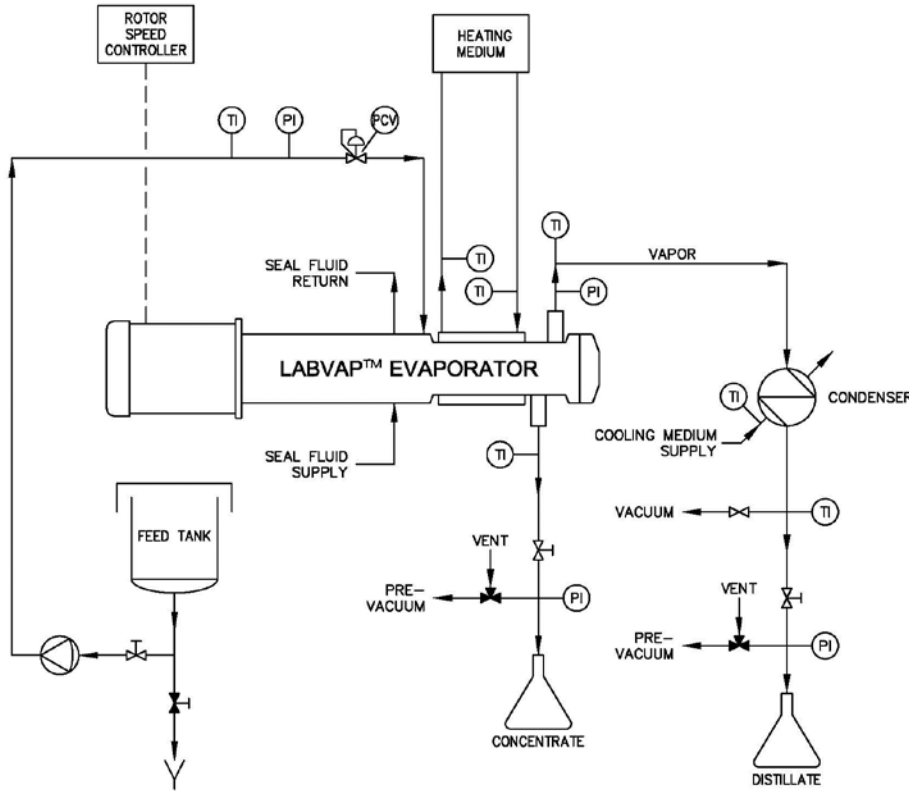 ROTOR
SPEED
CONTROLLER
HEATING
MEDIUM
TI
PI
PCV
TI
VAPOR
SEAL FLUID
RETURN
TI
TI
PI
LABVAP™ EVAPORATOR
TI
CONDENSER
COOLING MEDIUM
SUPPLY
SEAL FLUID
SUPPLY
TI
FEED TANK
VACUUM
TI
VENT
PRE-
VACUUM
PI
VENT
PRE-
VACUUM
PI
CONCENTRATE
DISTILLATE